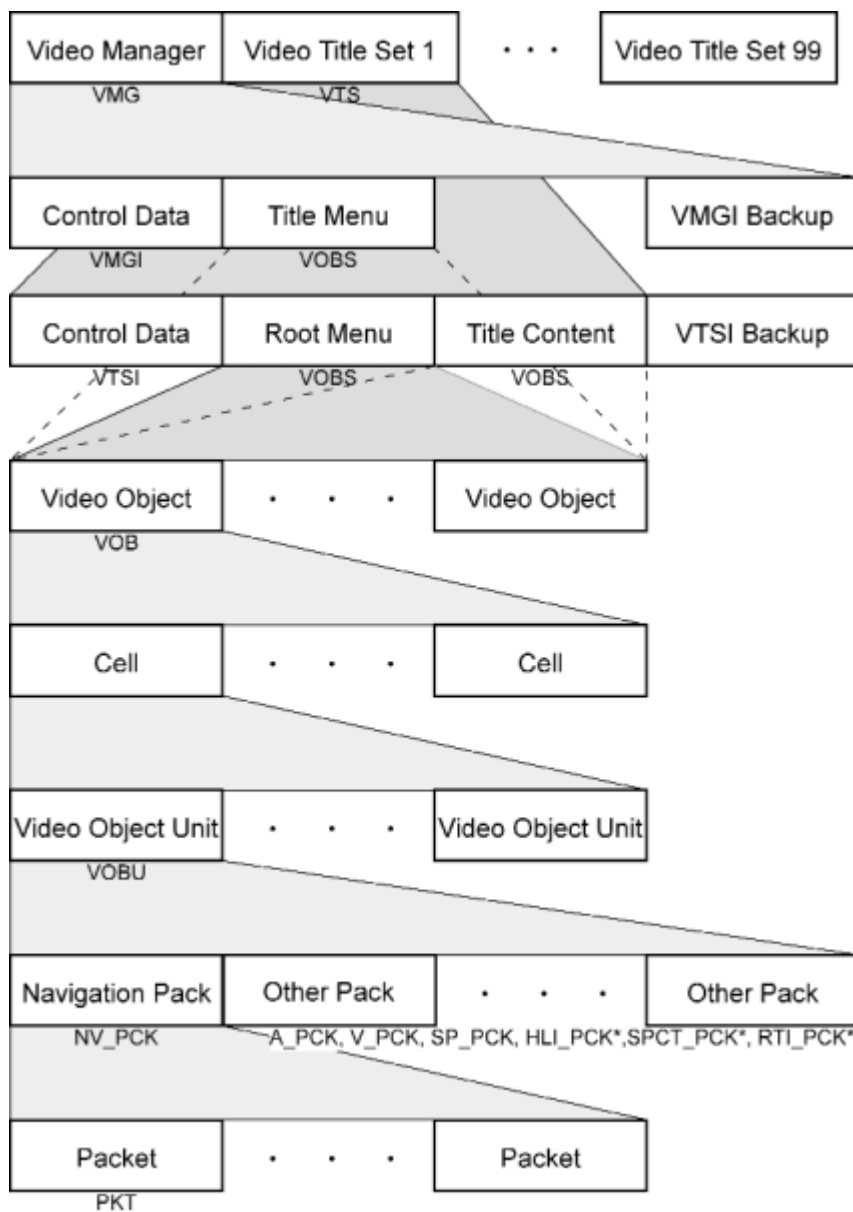 Video Manager Video Title Set 1 · · · Video Title Set 99
VMG VTS
Control Data Title Menu VMGI Backup
VMGI VOBS
Control Data Root Menu Title Content VTSI Backup
VTSI VOBS VOBS
Video Object · · · Video Object
VOB
Cell · · · Cell
Video Object Unit · · · Video Object Unit
VOBU
Navigation Pack Other Pack · · · Other Pack
NV_PCK A_PCK, V_PCK, SP_PCK, HLI_PCK*,SPCT_PCK*, RTI_PCK*
Packet · · · Packet
PKT